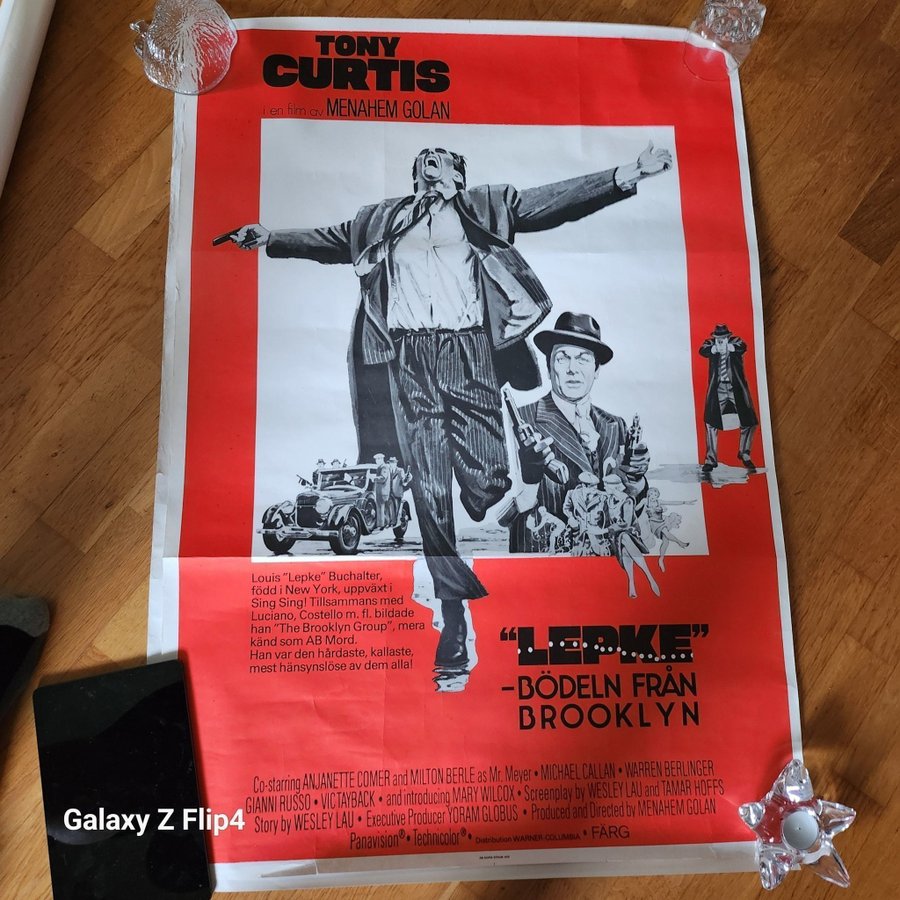 TONY
CURTIS
i en film av MENAHEM GOLAN
Louis "Lepke" Buchalter,
född i New York, uppväxt i
Sing Sing! Tillsammans med
Luciano, Costello m. fl. bildade
han "The Brooklyn Group", mera
känd som AB Mord.
Han var den hårdaste, kallaste,
mest hänsynslöse av dem alla!
"LEPKE"
-BÖDELN FRÅN
BROOKLYN
Co-starring ANJANETTE COMER and MILTON BERLE as Mr. Meyer • MICHAEL CALLAN • WARREN BERLINGER
GIANNI RUSSO • VIC TAYBACK • and introducing MARY WILCOX • Screenplay by WESLEY LAU and TAMAR HOFFS
Story by WESLEY LAU • Executive Producer YORAM GLOBUS • Produced and Directed by MENAHEM GOLAN
Panavision® • Technicolor® • Distribution WARNER-COLUMBIA • FÄRG
Galaxy Z Flip4